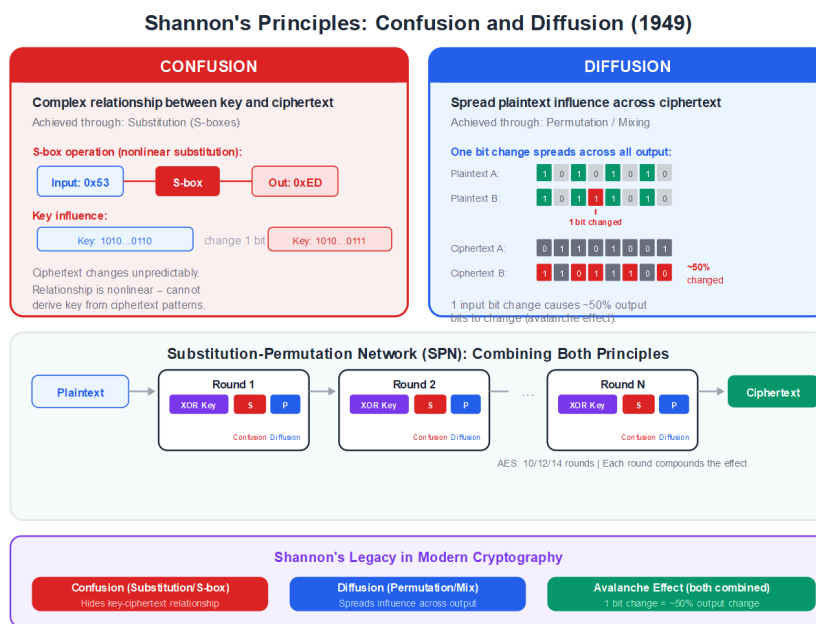 Shannon's Principles: Confusion and Diffusion (1949)
CONFUSION
Complex relationship between key and ciphertext
Achieved through: Substitution (S-boxes)
S-box operation (nonlinear substitution):
Input: 0x53 S-box Out: 0xED
Key influence:
Key: 1010...0110 change 1 bit Key: 1010...0111
Ciphertext changes unpredictably.
Relationship is nonlinear – cannot
derive key from ciphertext patterns.
DIFFUSION
Spread plaintext influence across ciphertext
Achieved through: Permutation / Mixing
One bit change spreads across all output:
Plaintext A: 1 0 1 0 1 0 1 0
Plaintext B: 1 0 1 1 1 0 1 0
1 bit changed
Ciphertext A: 0 1 1 0 1 0 0 1
Ciphertext B: 1 1 0 1 1 1 0 0
~50%
changed
1 input bit change causes ~50% output
bits to change (avalanche effect).
Substitution-Permutation Network (SPN): Combining Both Principles
Plaintext
Round 1
XOR Key S P
Confusion Diffusion
Round 2
XOR Key S P
Confusion Diffusion
...
Round N
XOR Key S P
Confusion Diffusion
Ciphertext
AES: 10/12/14 rounds | Each round compounds the effect
Shannon's Legacy in Modern Cryptography
Confusion (Substitution/S-box)
Hides key-ciphertext relationship
Diffusion (Permutation/Mix)
Spreads influence across output
Avalanche Effect (both combined)
1 bit change = ~50% output change